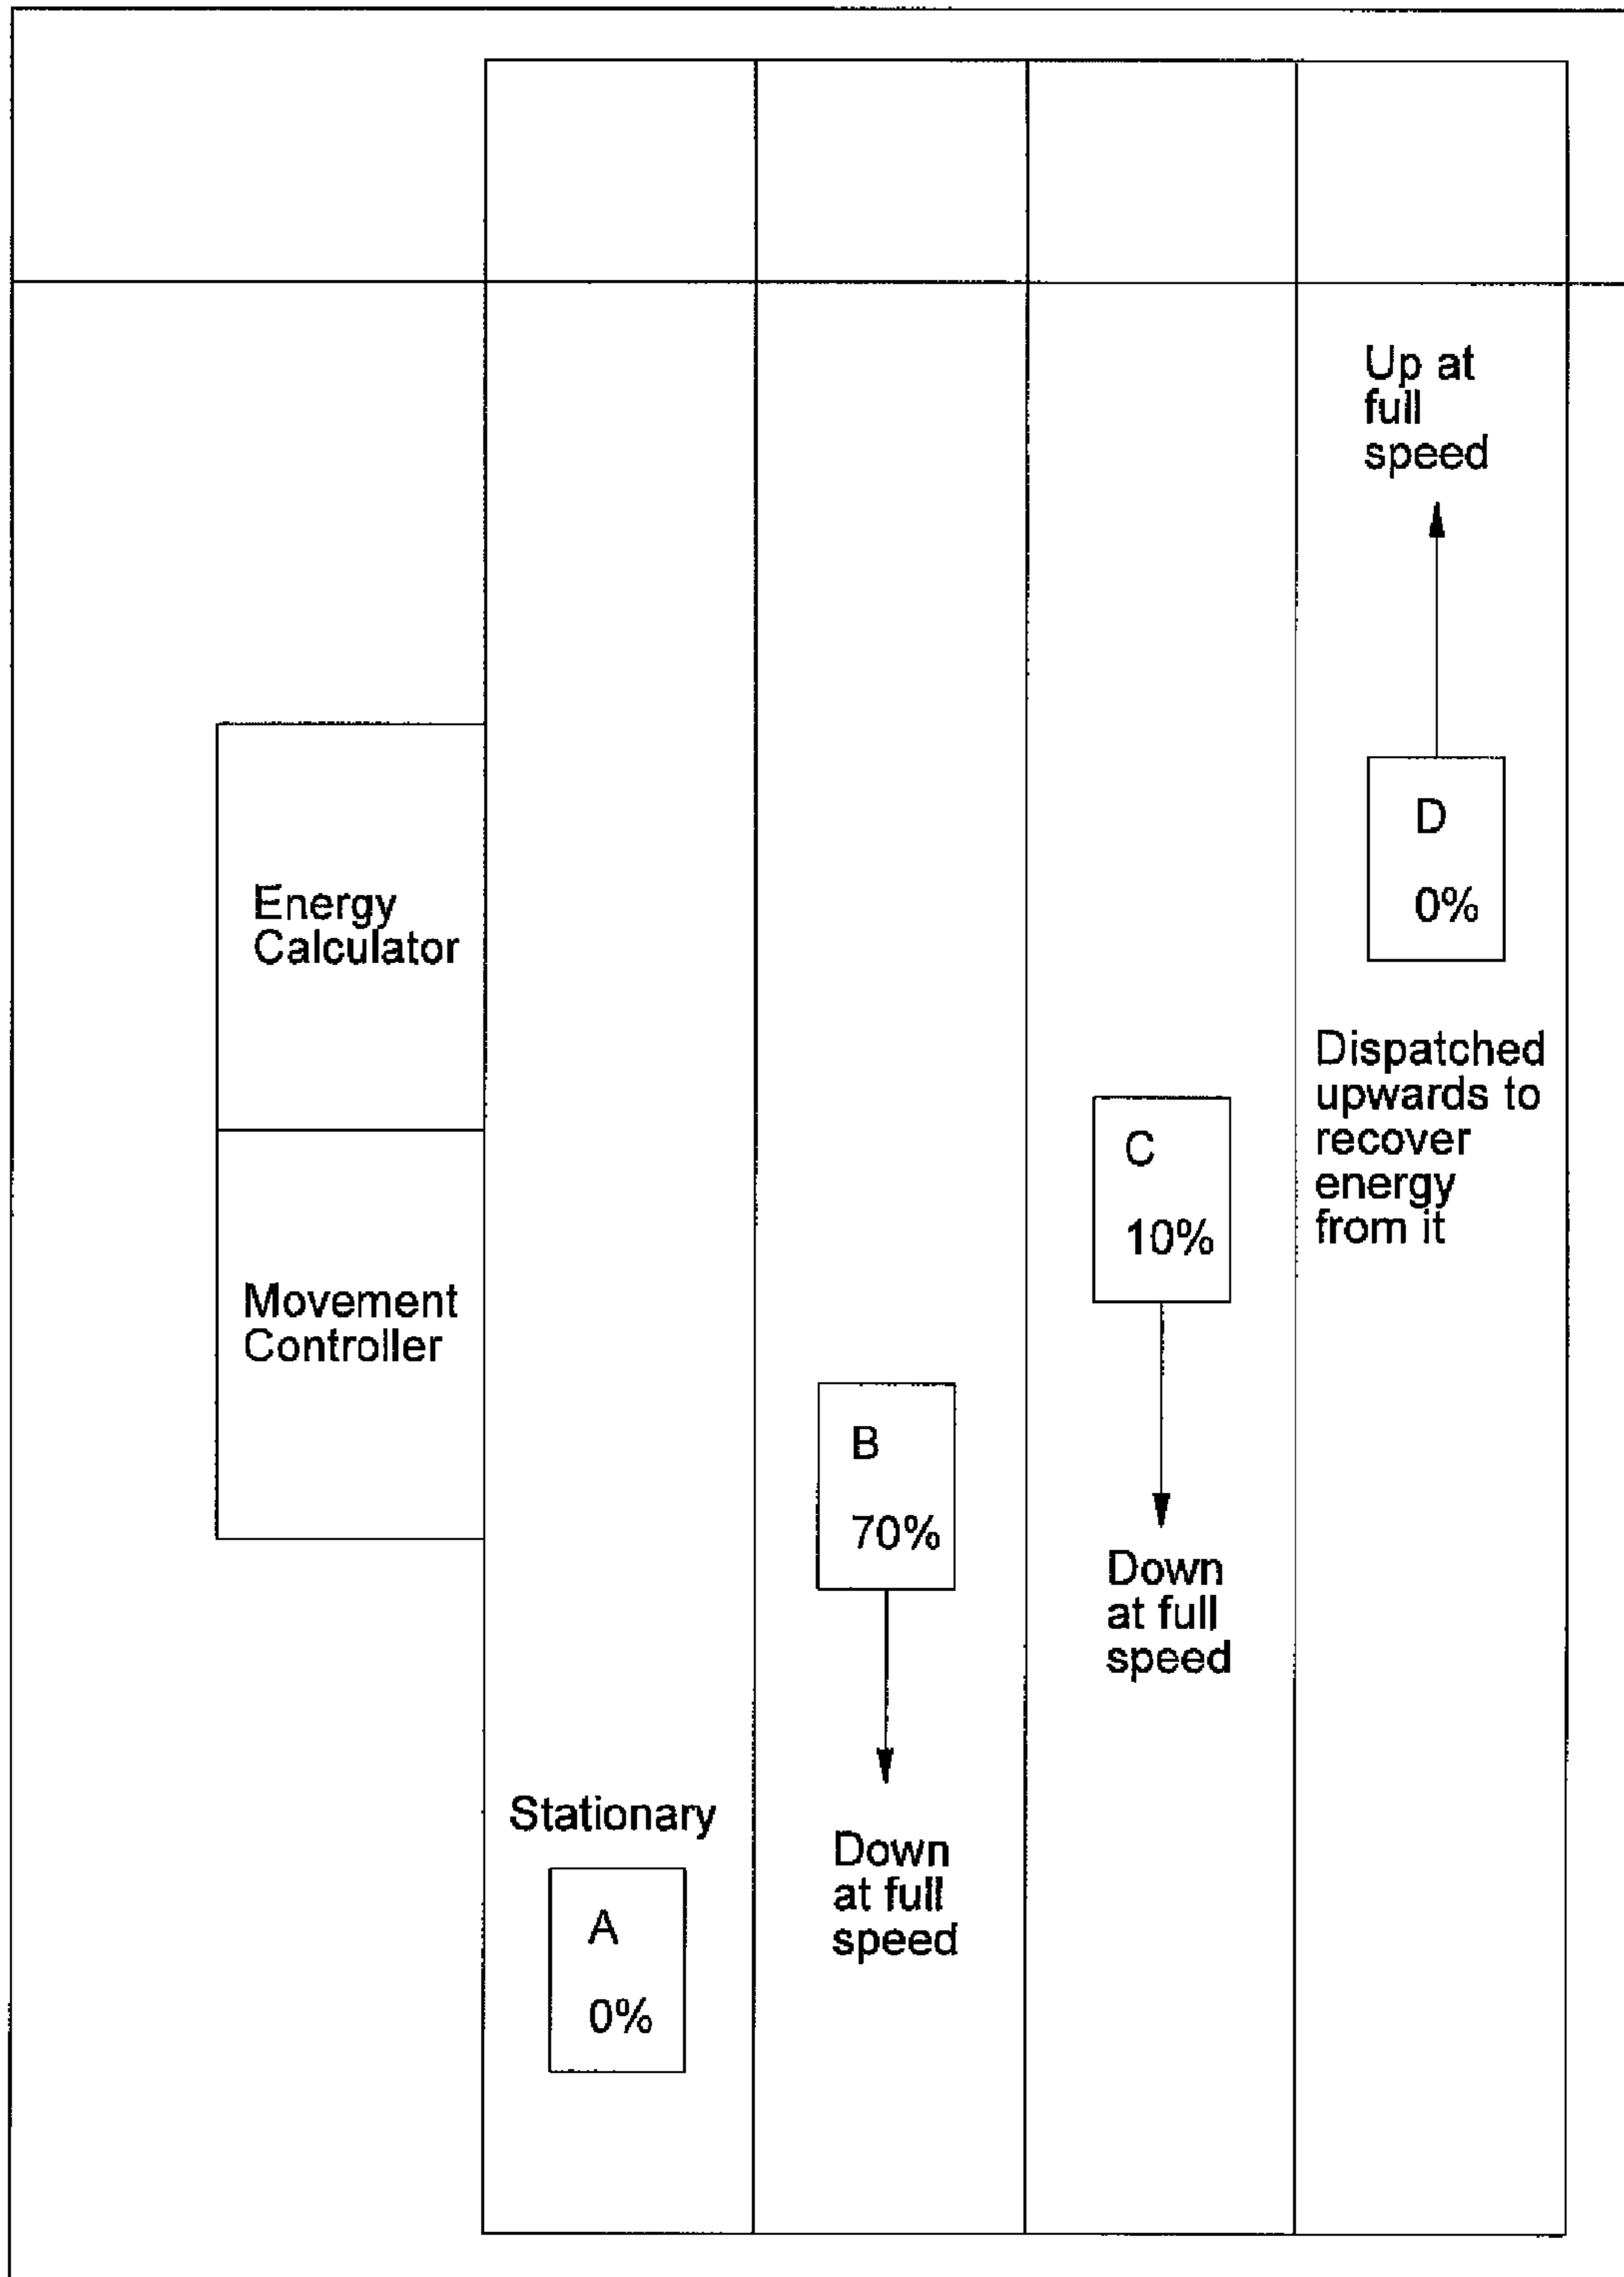 Up at
full
speed
D
0%
Dispatched
upwards to
recover
energy
from it
Energy
Calculator
Movement
Controller
C
10%
Down
at full
speed
B
70%
Down
at full
speed
Stationary
A
0%